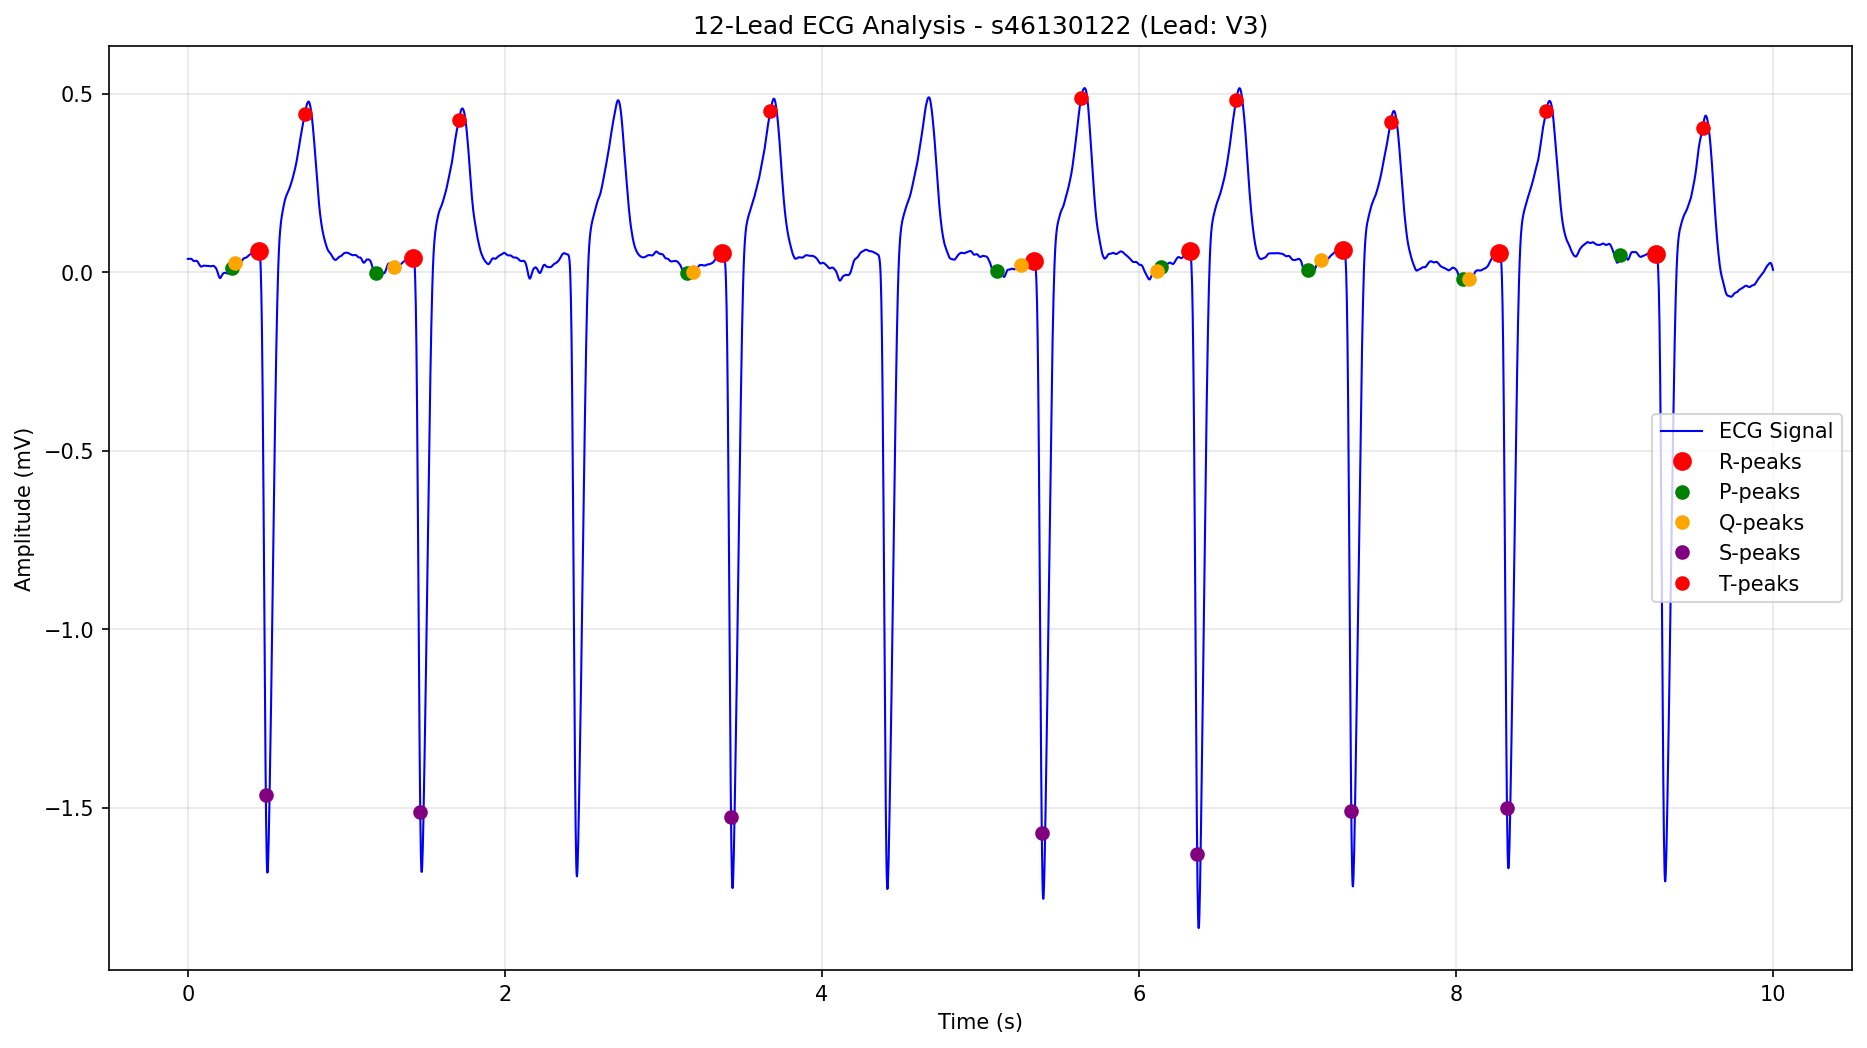 12-Lead ECG Analysis - s46130122 (Lead: V3)
0.5
0.0
−0.5
−1.0
−1.5
Amplitude (mV)
ECG Signal
R-peaks
P-peaks
Q-peaks
S-peaks
T-peaks
0 2 4 6 8 10
Time (s)